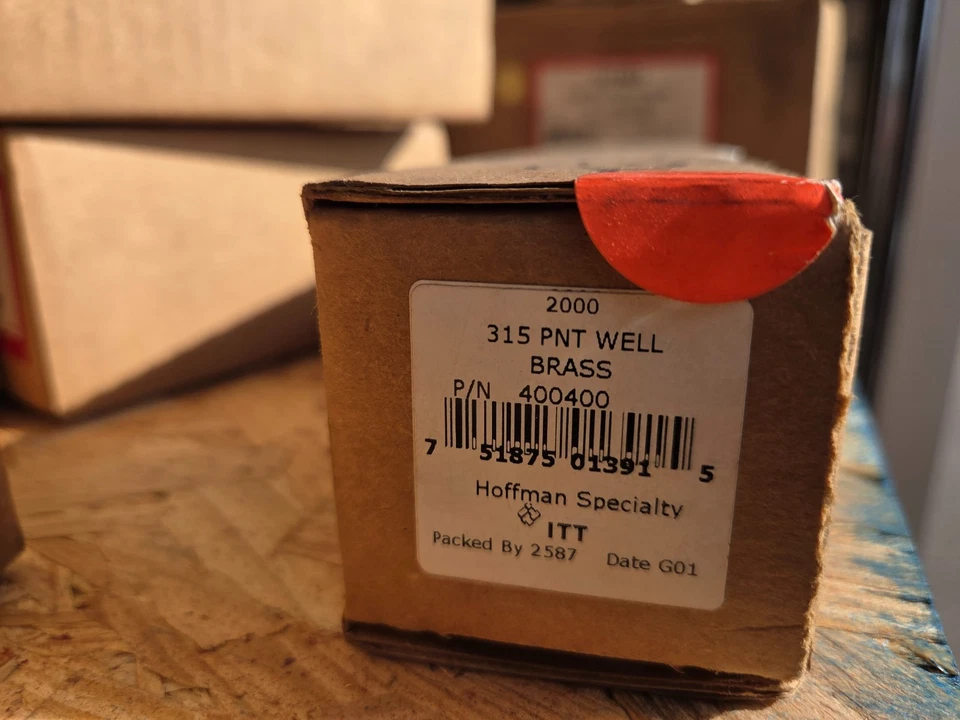 2000
315 PNT WELL
BRASS
P/N 400400
7 51875 01391 5
Hoffman Specialty
ITT
Packed By 2587 Date G01